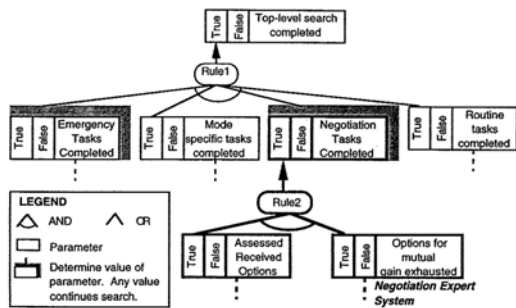 True False Top-level search
completed
Rule1
True False Emergency
Tasks
Completed
True False Mode
specific tasks
completed
True False Negotiation
Tasks
Completed
True False Routine
tasks
completed
Rule2
True False Assessed
Received
Options
True False Options for
mutual
gain exhausted
Negotiation Expert
System
LEGEND
AND OR
Parameter
Determine value of
parameter. Any value
continues search.